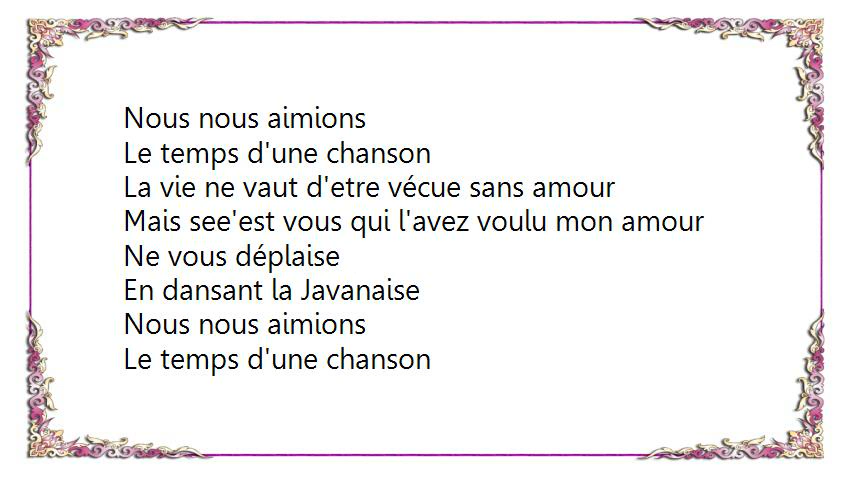 Nous nous aimions
Le temps d'une chanson
La vie ne vaut d'etre vécue sans amour
Mais see'est vous qui l'avez voulu mon amour
Ne vous déplaise
En dansant la Javanaise
Nous nous aimions
Le temps d'une chanson